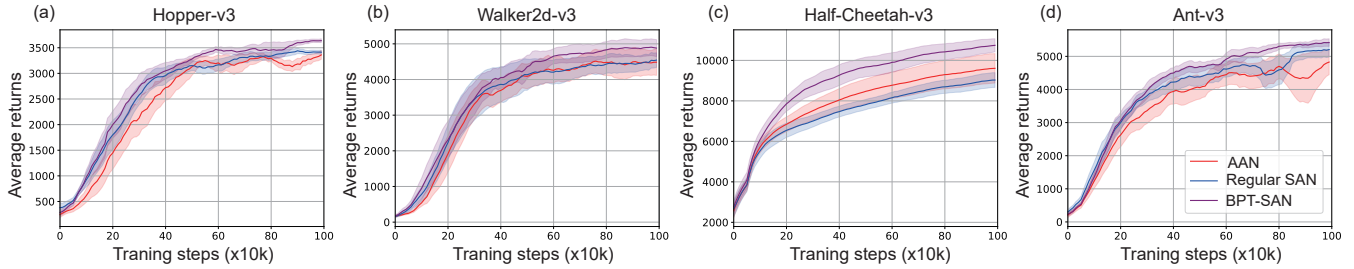 (a) Hopper-v3
Average returns
3500
3000
2500
2000
1500
1000
500
0 20 40 60 80 100
Traning steps (x10k)
(b) Walker2d-v3
5000
4000
3000
2000
1000
0
0 20 40 60 80 100
Traning steps (x10k)
(c) Half-Cheetah-v3
Average returns
10000
8000
6000
4000
2000
0 20 40 60 80 100
Traning steps (x10k)
(d) Ant-v3
Average returns
5000
4000
3000
2000
1000
0
AAN
Regular SAN
BPT-SAN
0 20 40 60 80 100
Traning steps (x10k)